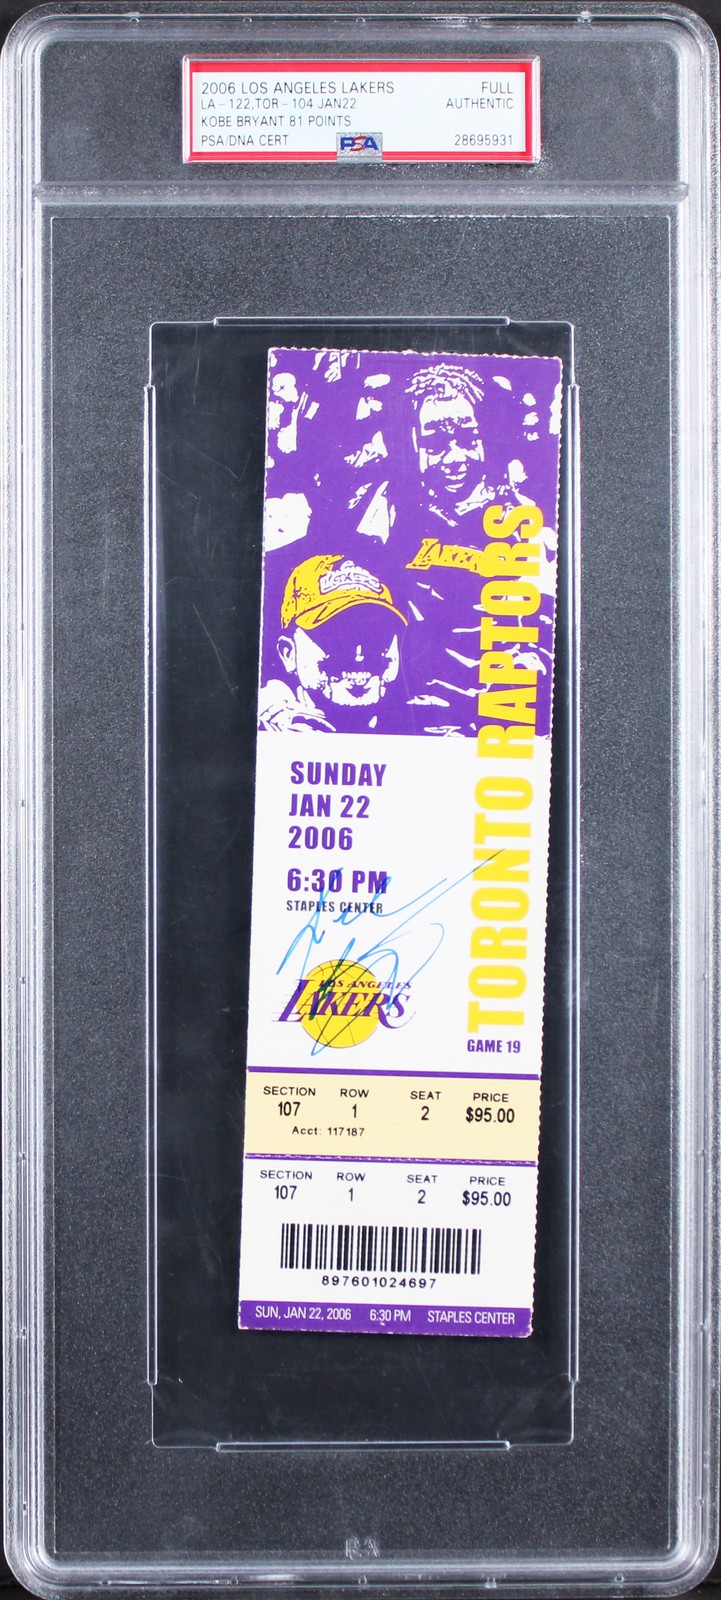 2006 LOS ANGELES LAKERS FULL
LA - 122, TOR - 104 JAN22 AUTHENTIC
KOBE BRYANT 81 POINTS
PSA/DNA CERT PSA 28695931
LAKERS
TORONTO RAPTORS
SUNDAY
JAN 22
2006
6:30 PM
STAPLES CENTER
LOS ANGELES
LAKERS
GAME 19
SECTION ROW SEAT PRICE
107 1 2 $95.00
Acct: 117187
SECTION ROW SEAT PRICE
107 1 2 $95.00
897601024697
SUN, JAN 22, 2006 6:30 PM STAPLES CENTER